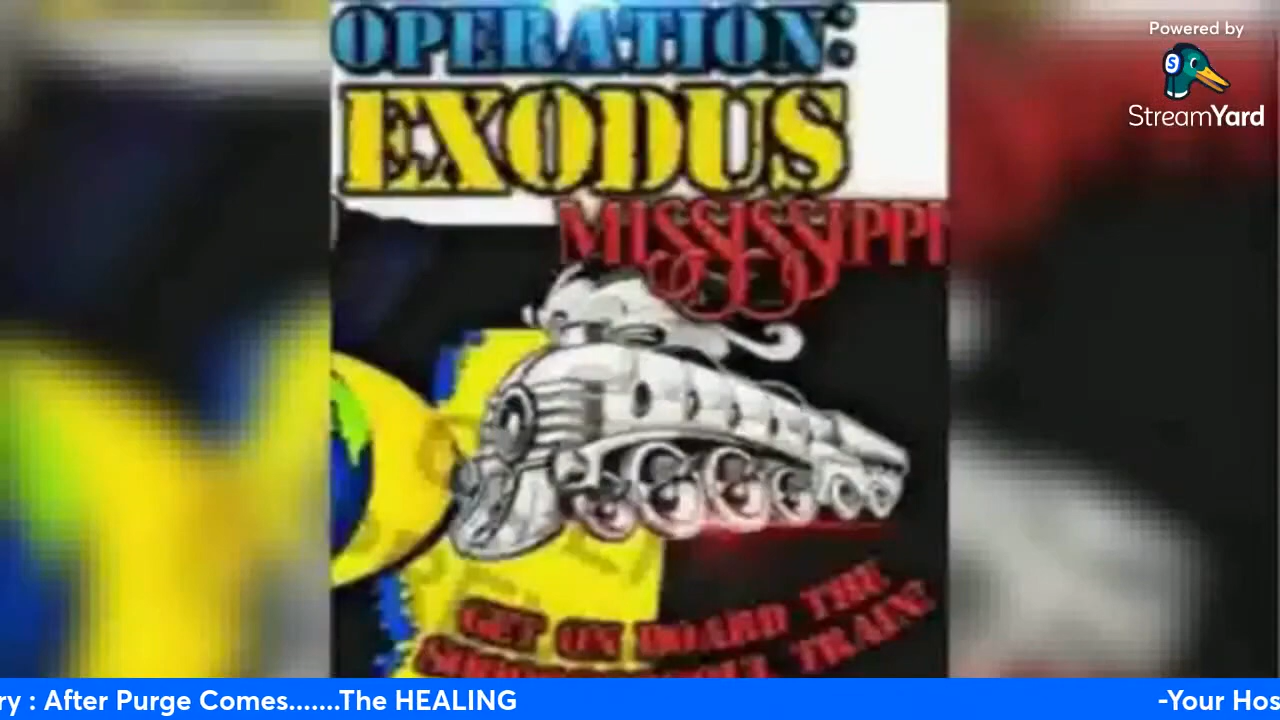 OPERATION:
EXODUS
MISSISSIPPI
GET ON BOARD THE
TRAIN!
Powered by
StreamYard
ry : After Purge Comes.......The HEALING
-Your Hos